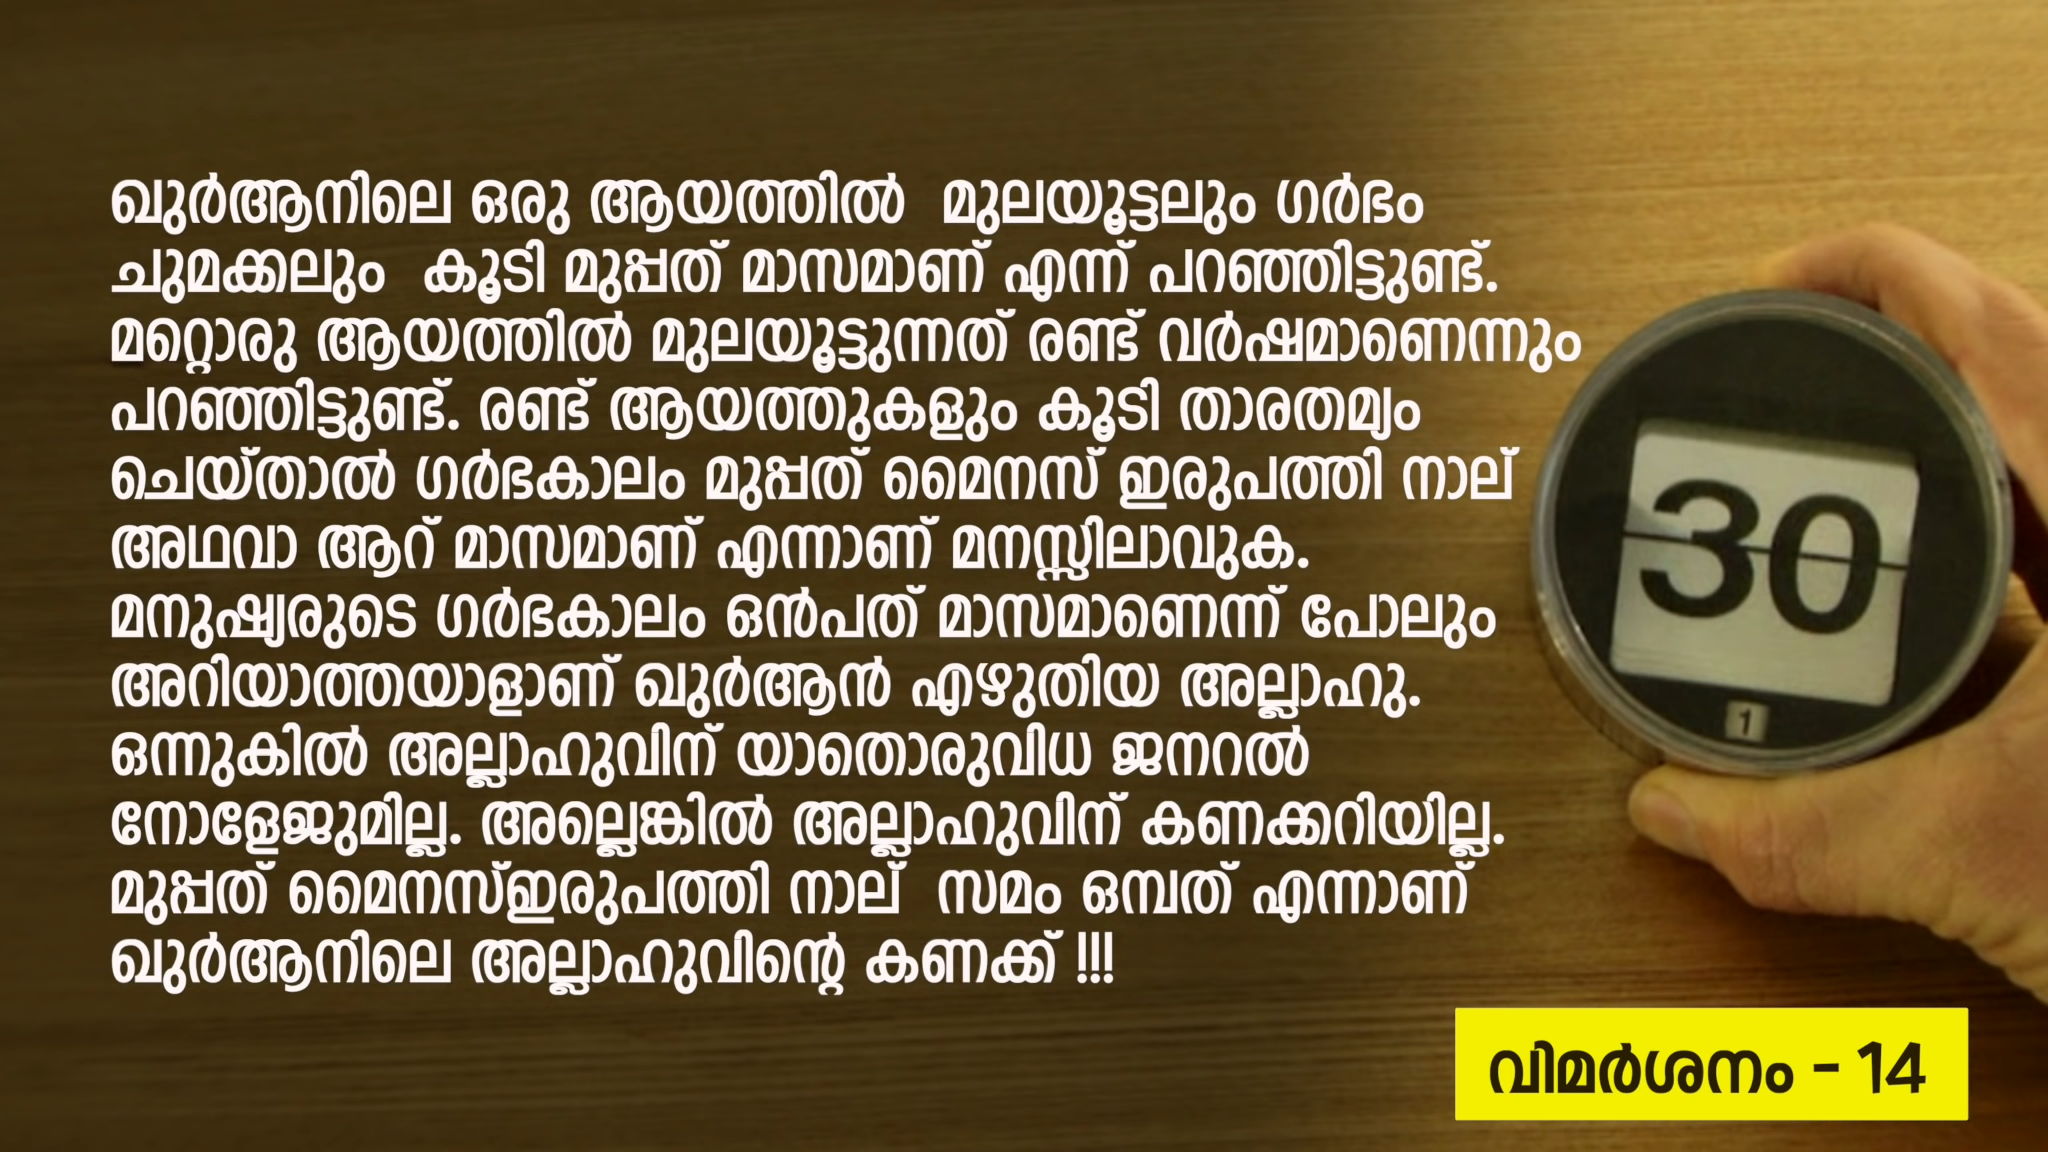 ഖുർആനിലെ ഒരു ആയത്തിൽ മുലയൂട്ടലും ഗർഭം
ചുമക്കലും കൂടി മുപ്പത് മാസമാണ് എന്ന് പറഞ്ഞിട്ടുണ്ട്.
മറ്റൊരു ആയത്തിൽ മുലയൂട്ടുന്നത് രണ്ട് വർഷമാണെന്നും
പറഞ്ഞിട്ടുണ്ട്. രണ്ട് ആയത്തുകളും കൂടി താരതമ്യം
ചെയ്താൽ ഗർഭകാലം മുപ്പത് മൈനസ് ഇരുപത്തി നാല്
അഥവാ ആറ് മാസമാണ് എന്നാണ് മനസ്സിലാവുക.
മനുഷ്യരുടെ ഗർഭകാലം ഒൻപത് മാസമാണെന്ന് പോലും
അറിയാത്തയാളാണ് ഖുർആൻ എഴുതിയ അല്ലാഹു.
ഒന്നുകിൽ അല്ലാഹുവിന് യാതൊരുവിധ ജനറൽ
നോളേജുമില്ല. അല്ലെങ്കിൽ അല്ലാഹുവിന് കണക്കറിയില്ല.
മുപ്പത് മൈനസ്ഇരുപത്തി നാല് സമം ഒമ്പത് എന്നാണ്
ഖുർആനിലെ അല്ലാഹുവിന്റെ കണക്ക് !!!
30
1
വിമർശനം - 14